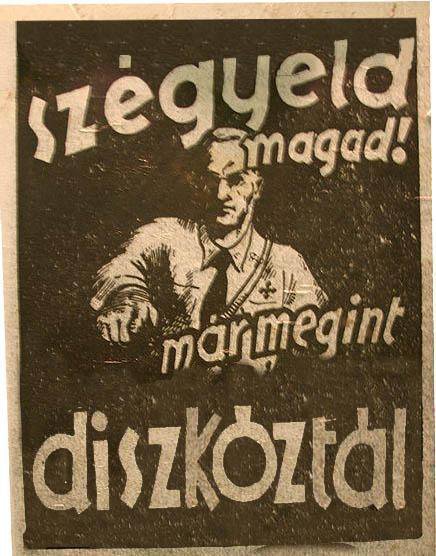 szégyeld
magad!
már megint
diszkóztál